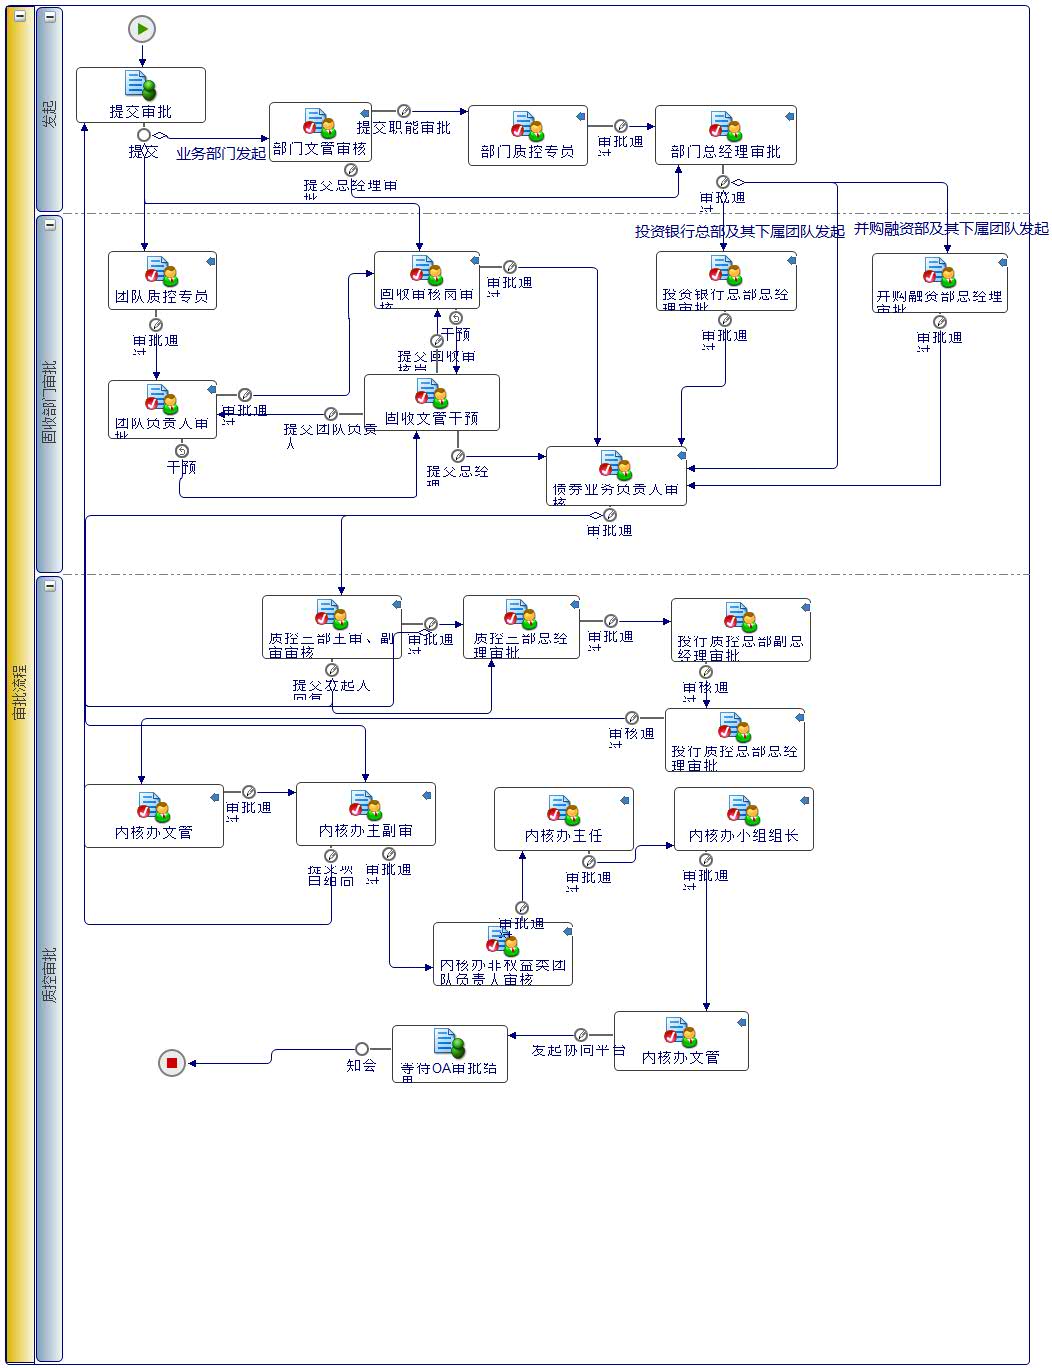 审批流程
发起
提交审批
提交
业务部门发起
部门文管审核
提交职能审批
提交总经理审
批
部门质控专员
审批通
过
部门总经理审批
审批通
过
投资银行总部及其下属团队发起
并购融资部及其下属团队发起
固收部门审批
团队质控专员
审批通
过
固收审核岗审
核
审批通
过
干预
提交固收审
核岗
投资银行总部总经
理审批
审批通
过
并购融资部总经理
审批
审批通
过
团队负责人审
批
审批通
过
干预
提交团队负责
人
固收文管干预
提交总经
理
债券业务负责人审
核
审批通
质控审批
质控二部主审、副
审审核
审批通
过
提交发起人
回复
质控二部总经
理审批
审批通
过
投行质控总部副总
经理审批
审核通
过
投行质控总部总经
理审批
审核通
过
内核办文管
审批通
过
内核办主副审
提交项
目组回
审批通
过
内核办主任
审批通
过
内核办小组组长
审批通
过
审批通
过
内核办非权益类团
队负责人审核
内核办文管
发起协同平台
等待OA审批结
果
知会